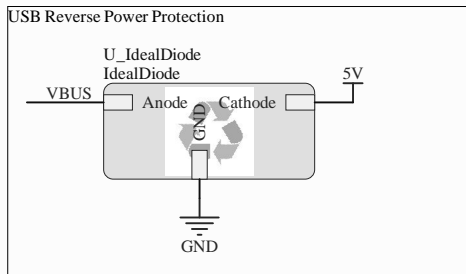 USB Reverse Power Protection
U_IdealDiode
IdealDiode
5V
VBUS
Anode
Cathode
GND
GND